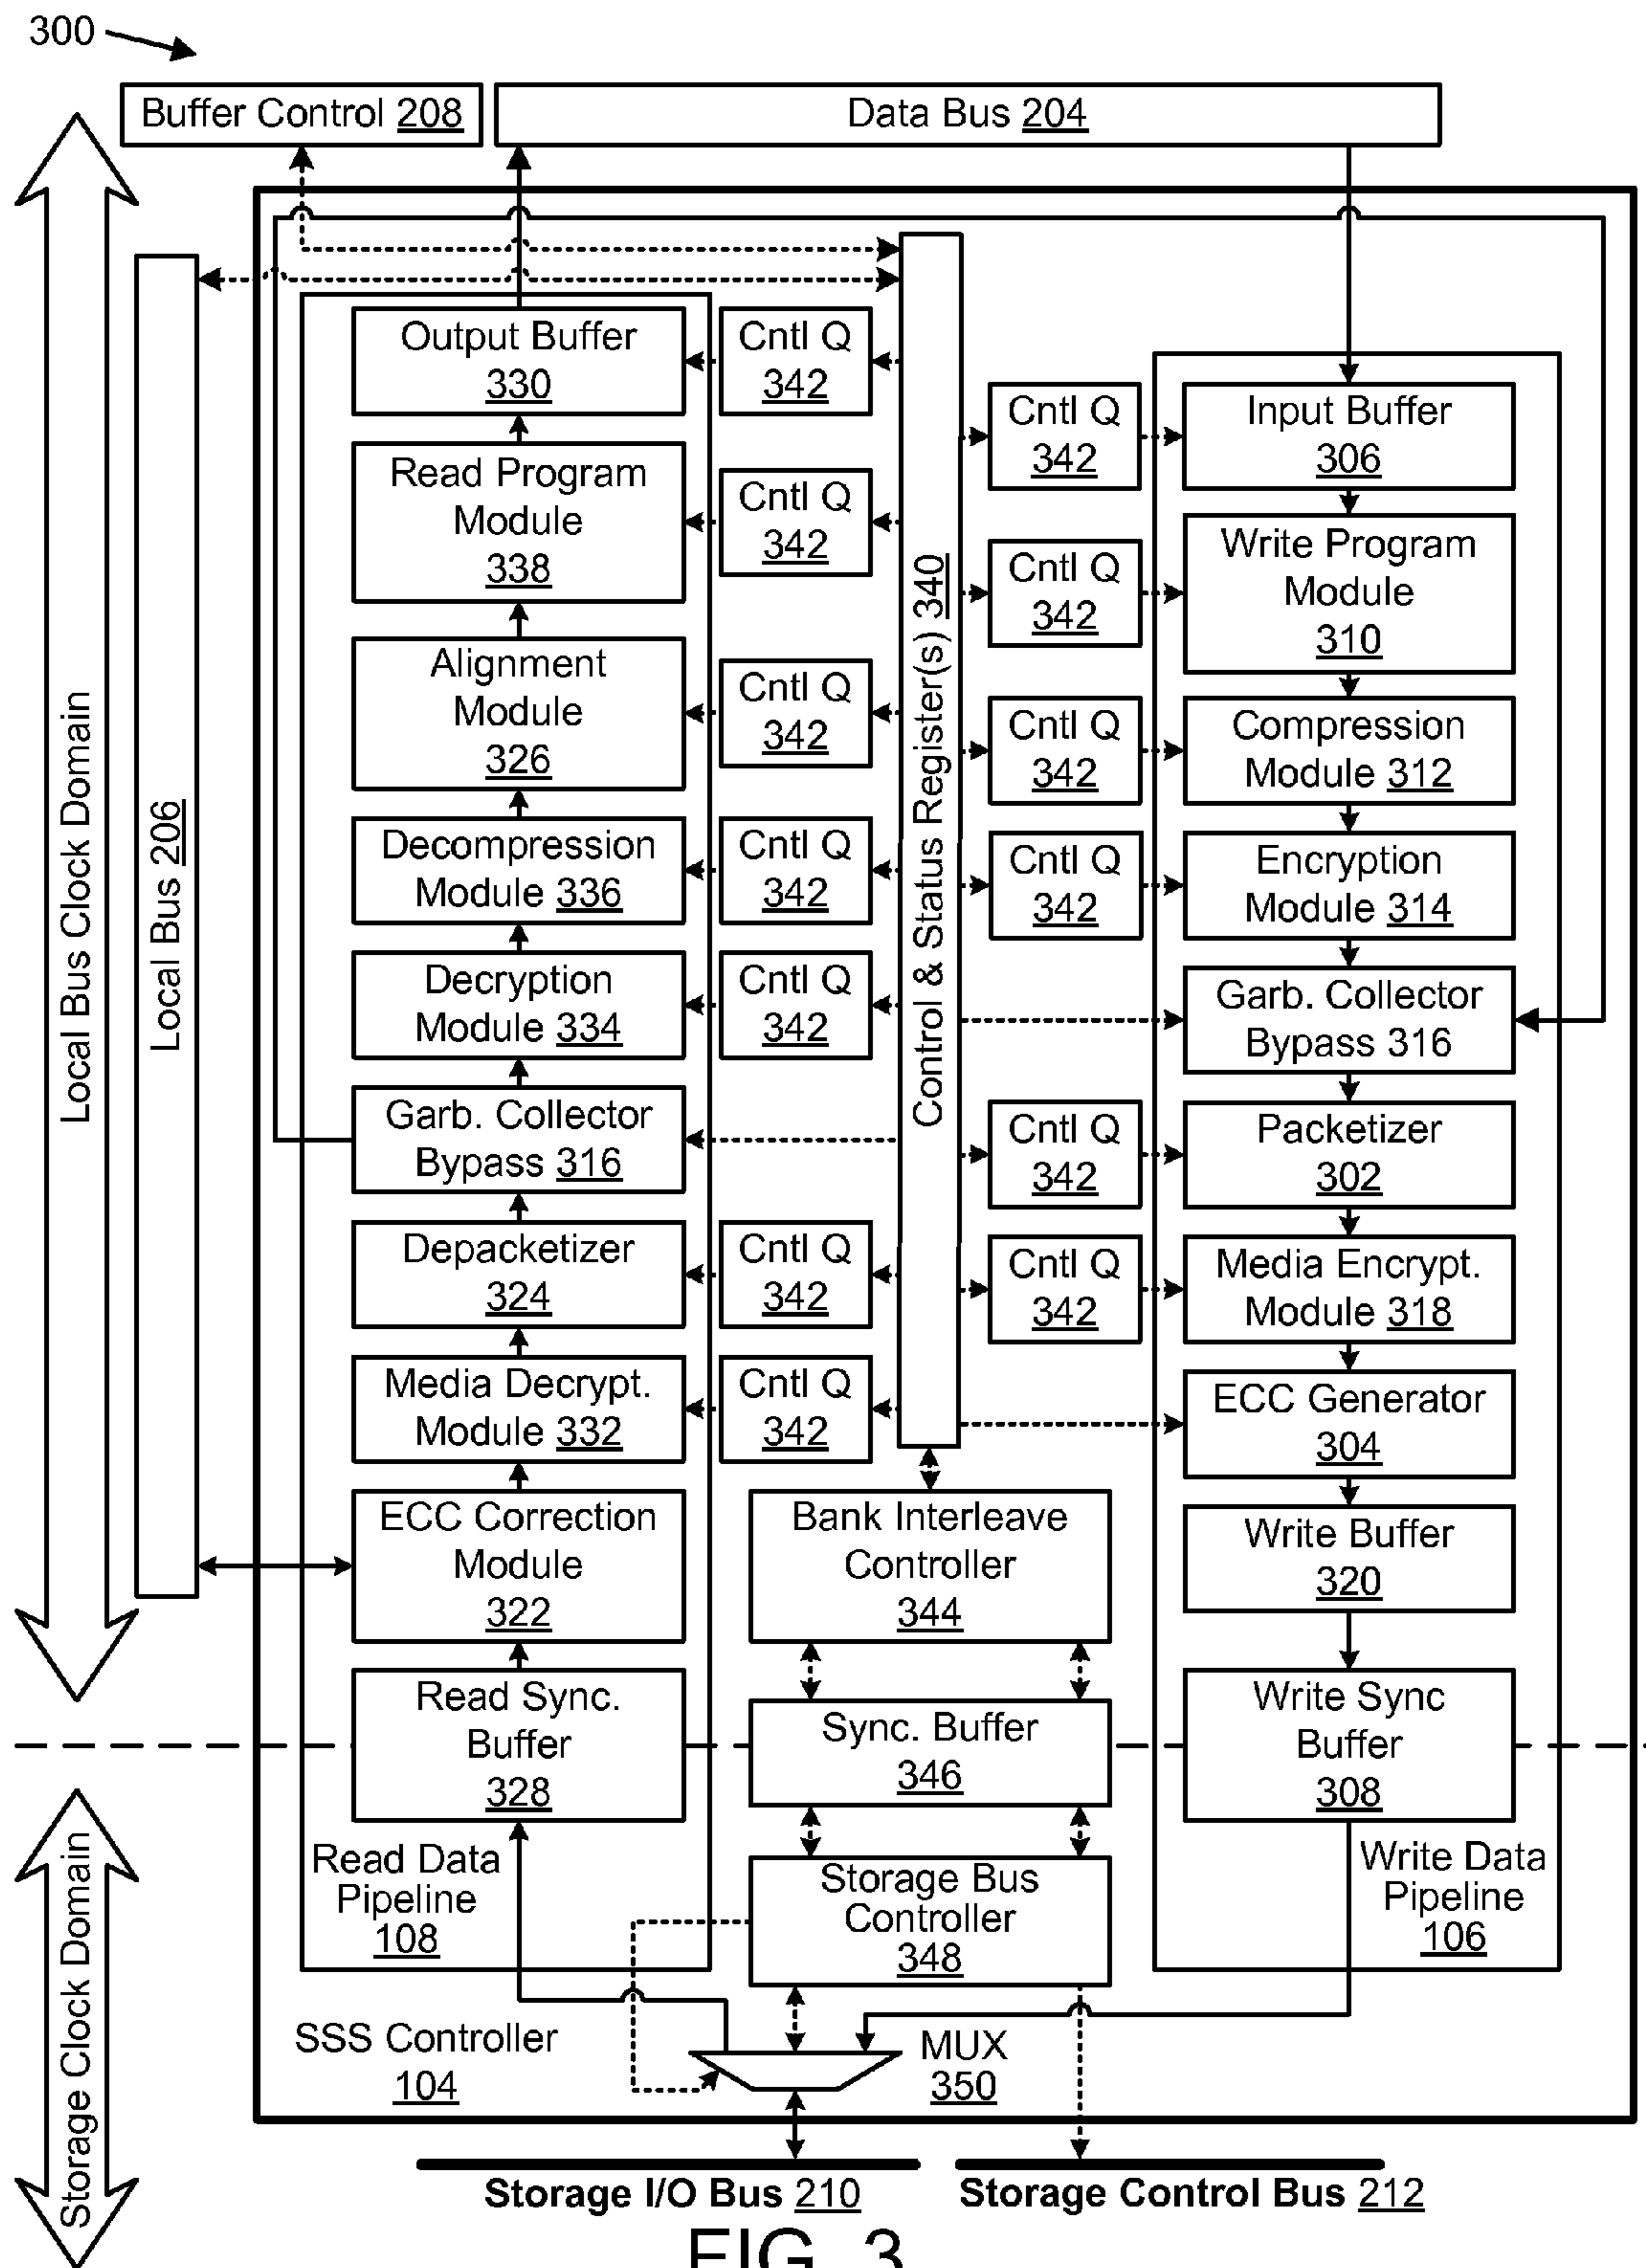 300
Buffer Control 208
Data Bus 204
Local Bus Clock Domain
Local Bus 206
Output Buffer
330
Read Program
Module
338
Alignment
Module
326
Decompression
Module 336
Decryption
Module 334
Garb. Collector
Bypass 316
Depacketizer
324
Media Decrypt.
Module 332
ECC Correction
Module
322
Read Sync.
Buffer
328
Read Data
Pipeline
108
Cntl Q
342
Cntl Q
342
Cntl Q
342
Cntl Q
342
Cntl Q
342
Cntl Q
342
Cntl Q
342
Control & Status Register(s) 340
Cntl Q
342
Cntl Q
342
Cntl Q
342
Cntl Q
342
Cntl Q
342
Cntl Q
342
Input Buffer
306
Write Program
Module
310
Compression
Module 312
Encryption
Module 314
Garb. Collector
Bypass 316
Packetizer
302
Media Encrypt.
Module 318
ECC Generator
304
Write Buffer
320
Write Sync
Buffer
308
Write Data
Pipeline
106
Bank Interleave
Controller
344
Sync. Buffer
346
Storage Bus
Controller
348
Storage Clock Domain
SSS Controller
104
MUX
350
Storage I/O Bus 210
Storage Control Bus 212
FIG. 3